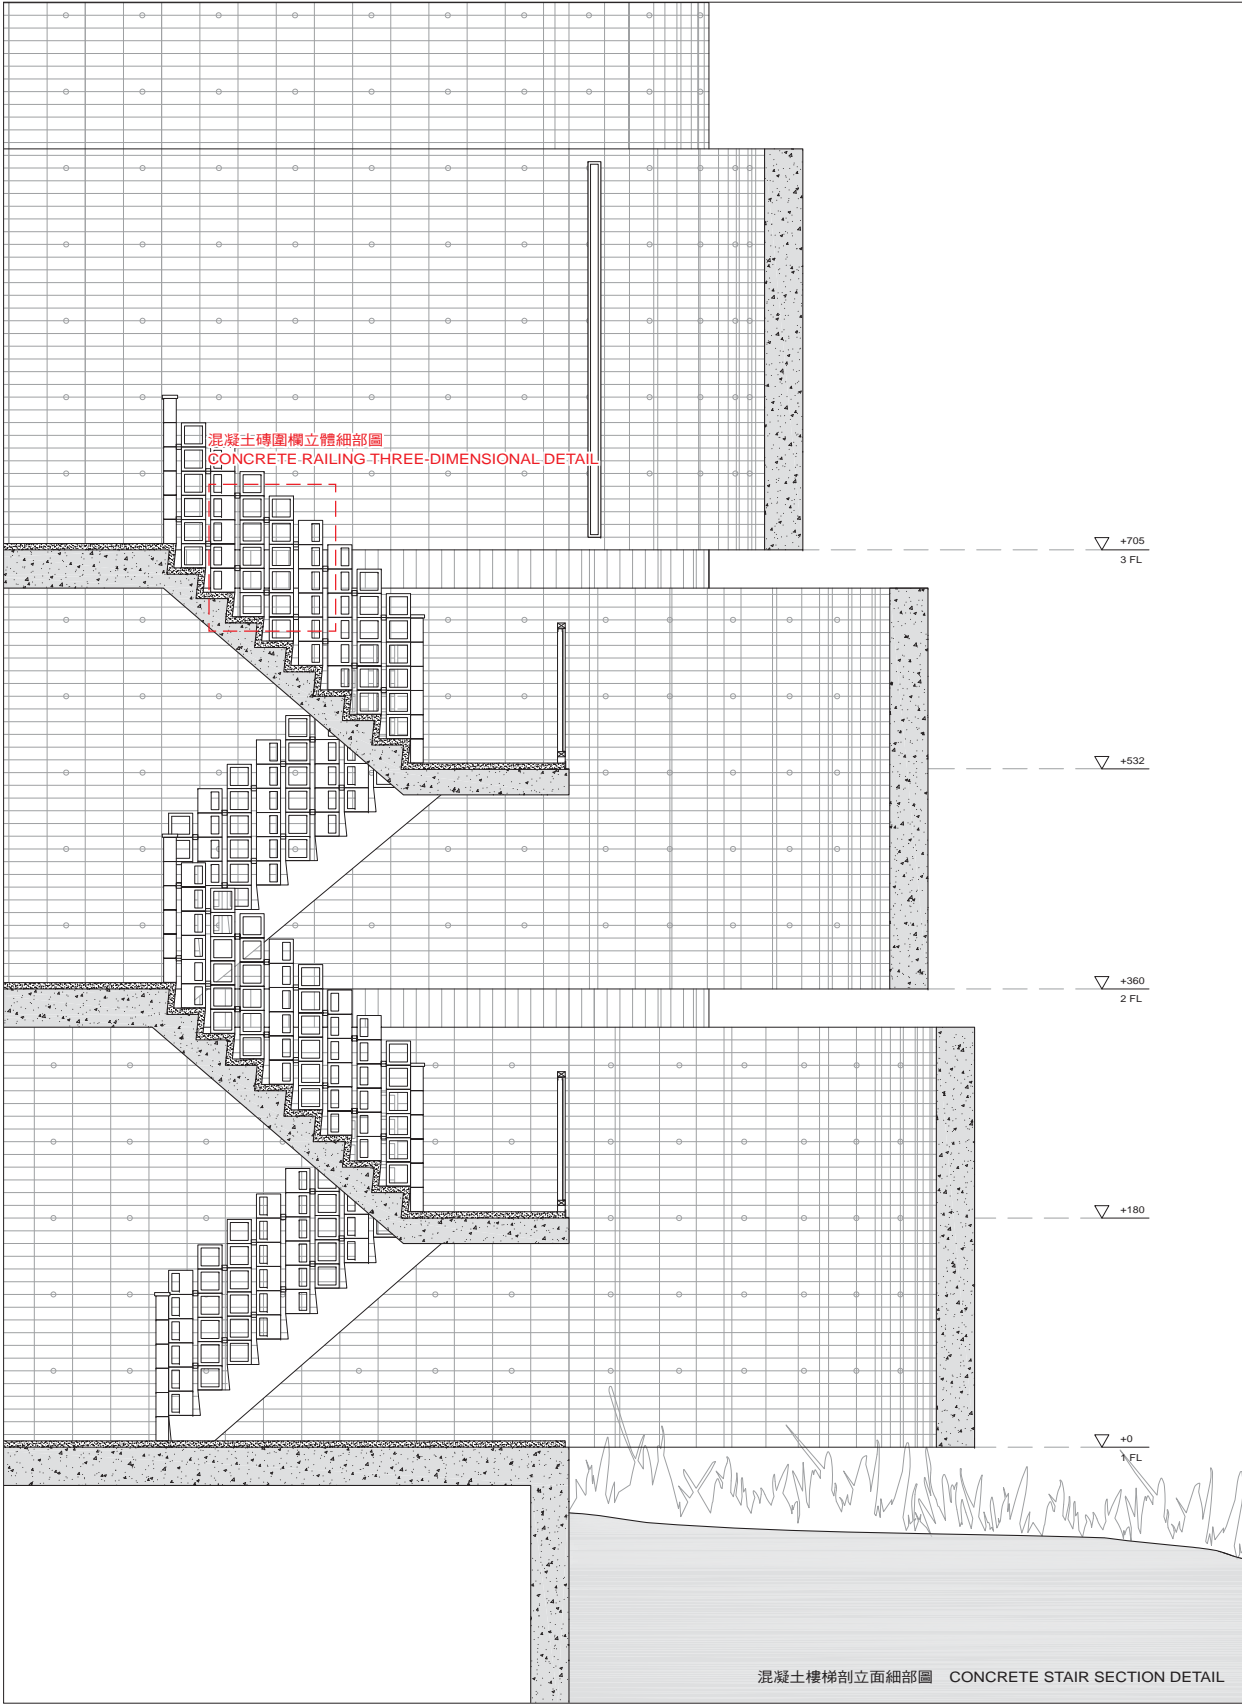 混凝土磚圍欄立體細部圖
CONCRETE RAILING THREE-DIMENSIONAL DETAIL
+705
3 FL
+532
+360
2 FL
+180
+0
1 FL
混凝土樓梯剖立面細部圖 CONCRETE STAIR SECTION DETAIL